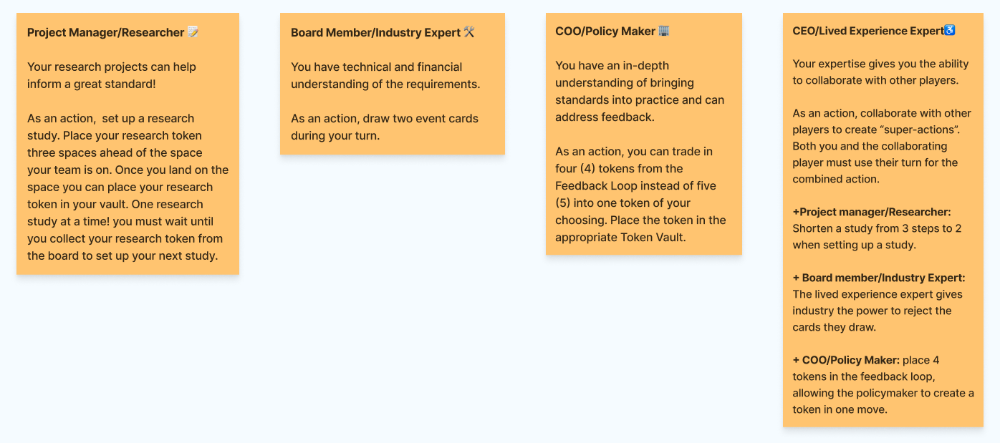 Project Manager/Researcher 📝
Your research projects can help
inform a great standard!
As an action,  set up a research
study. Place your research token
three spaces ahead of the space
your team is on. Once you land on the
space you can place your research
token in your vault. One research
study at a time! you must wait until
you collect your research token from
the board to set up your next study.
Board Member/Industry Expert 🛠️
You have technical and financial
understanding of the requirements.
As an action, draw two event cards
during your turn.
COO/Policy Maker 🏢
You have an in-depth
understanding of bringing
standards into practice and can
address feedback.
As an action, you can trade in
four (4) tokens from the
Feedback Loop instead of five
(5) into one token of your
choosing. Place the token in the
appropriate Token Vault.
CEO/Lived Experience Expert♿
Your expertise gives you the ability
to collaborate with other players.
As an action, collaborate with other
players to create “super-actions”.
Both you and the collaborating
player must use their turn for the
combined action.
+Project manager/Researcher:
Shorten a study from 3 steps to 2
when setting up a study.
+ Board member/Industry Expert:
The lived experience expert gives
industry the power to reject the
cards they draw.
+ COO/Policy Maker: place 4
tokens in the feedback loop,
allowing the policymaker to create a
token in one move.